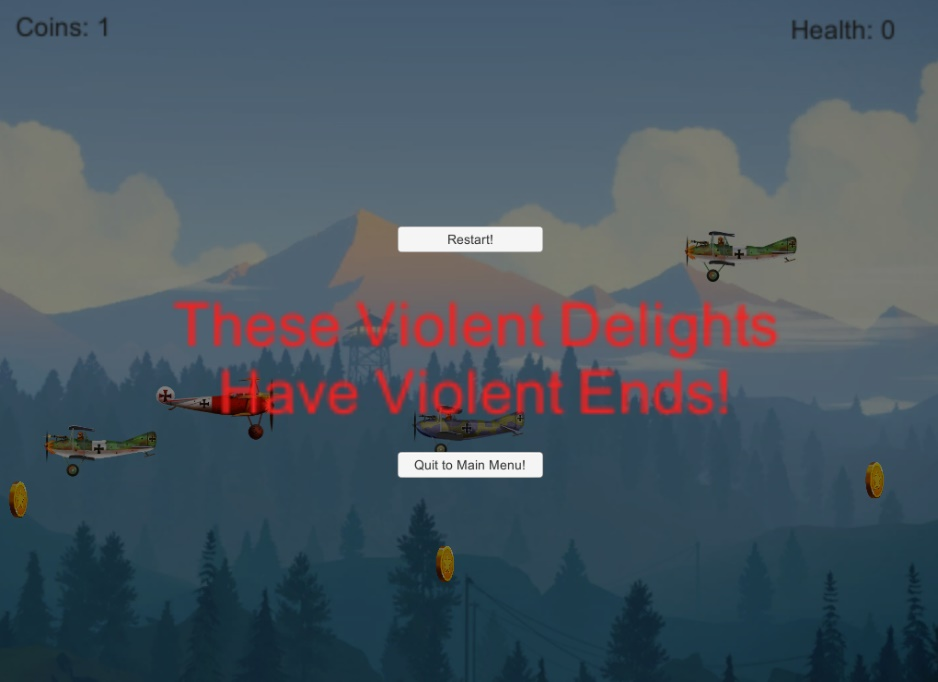 Coins: 1
Health: 0
Restart!
These Violent Delights
Have Violent Ends!
Quit to Main Menu!